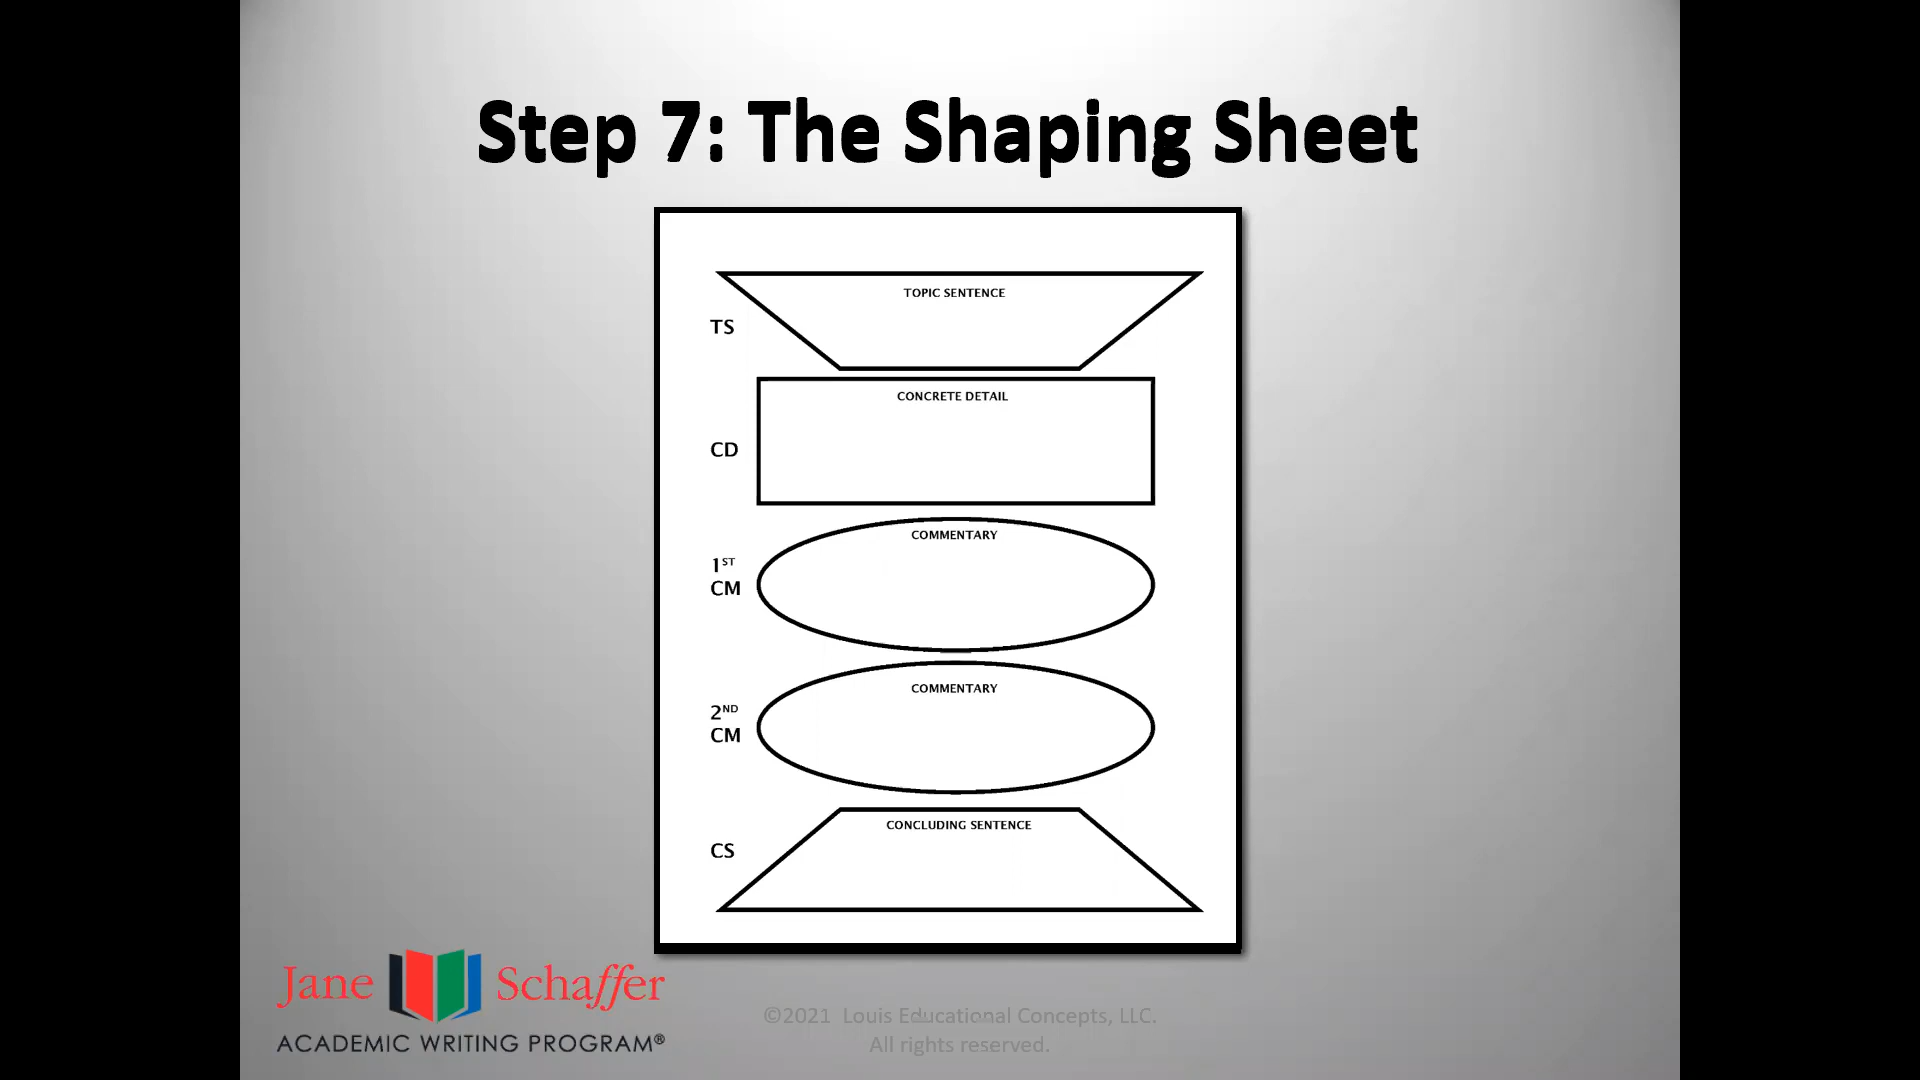 Step 7: The Shaping Sheet
TOPIC SENTENCE
TS
CONCRETE DETAIL
CD
COMMENTARY
1ST
CM
COMMENTARY
2ND
CM
CONCLUDING SENTENCE
CS
Jane Schaffer
ACADEMIC WRITING PROGRAM®
©2021 Louis Educational Concepts, LLC.
All rights reserved.